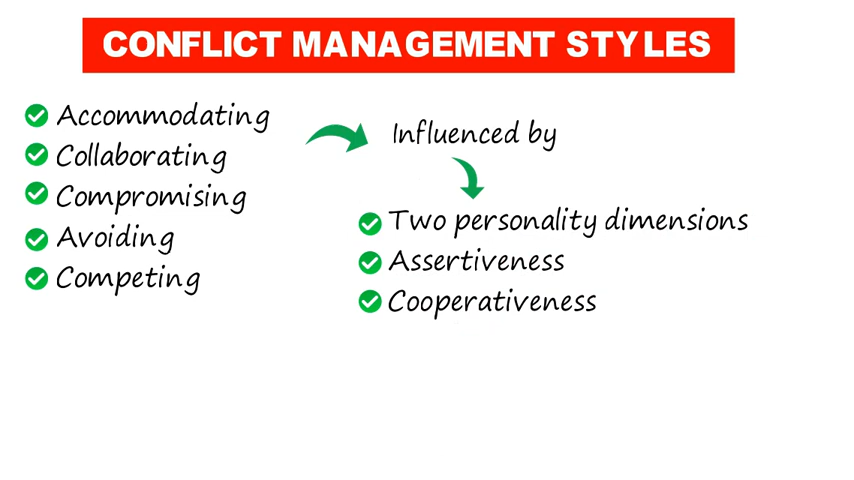 CONFLICT MANAGEMENT STYLES
Accommodating
Collaborating
Compromising
Avoiding
Competing
Influenced by
Two personality dimensions
Assertiveness
Cooperativeness